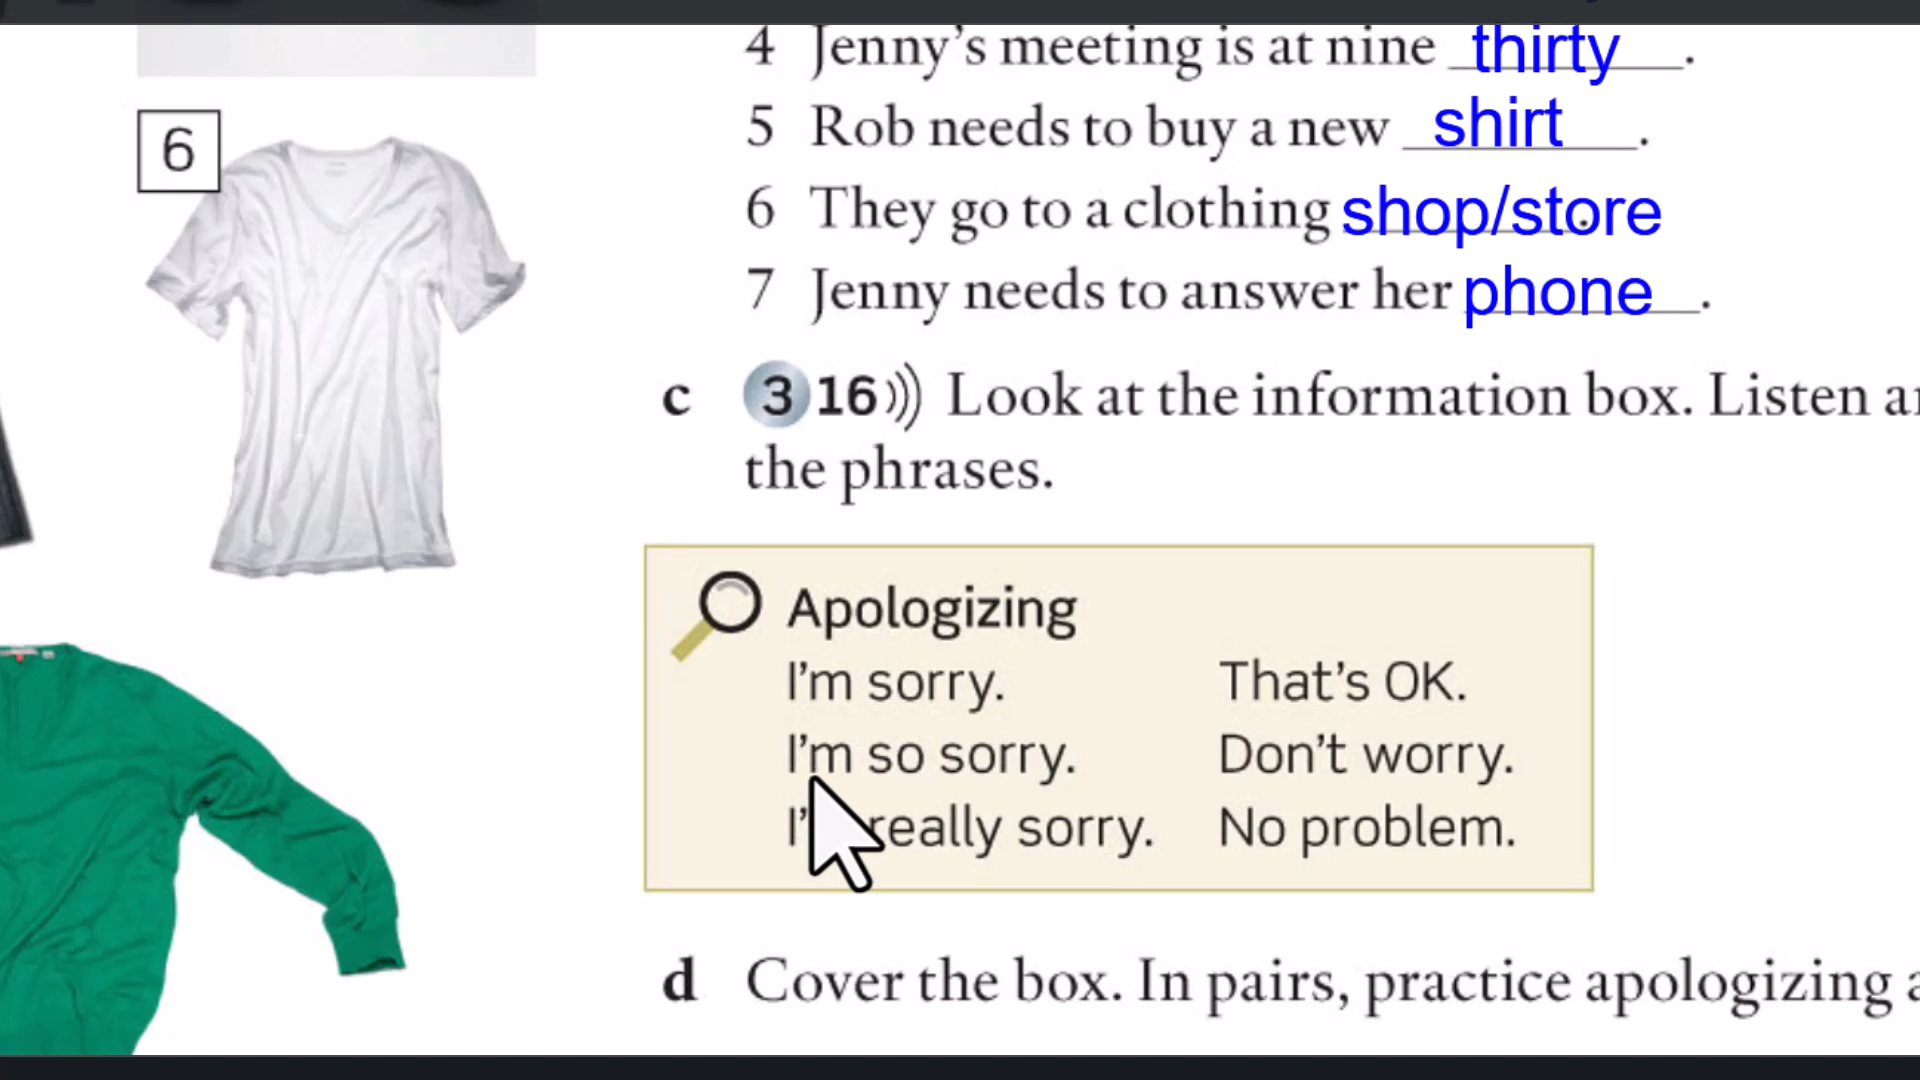 4 Jenny's meeting is at nine thirty.
5 Rob needs to buy a new shirt.
6
6 They go to a clothing shop/store.
7 Jenny needs to answer her phone.
c 3 16 Look at the information box. Listen
the phrases.
Apologizing
I'm sorry. That's OK.
I'm so sorry. Don't worry.
really sorry. No problem.
d Cover the box. In pairs, practice apologizing